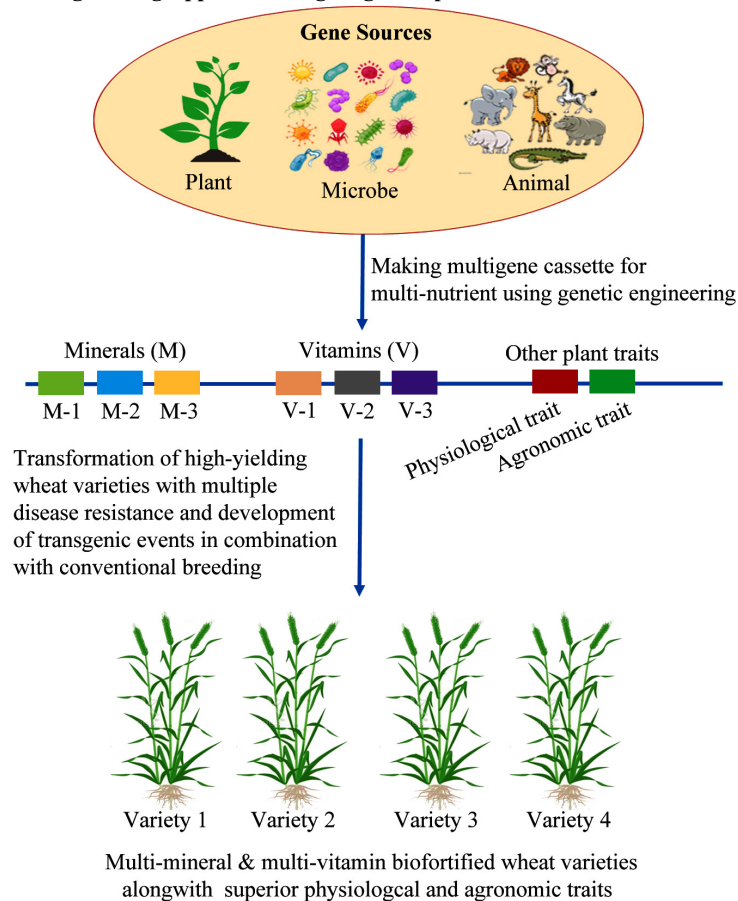 Gene Sources
Plant
Microbe
Animal
Making multigene cassette for
multi-nutrient using genetic engineering
Minerals (M)
Vitamins (V)
Other plant traits
M-1
M-2
M-3
V-1
V-2
V-3
Physiological trait
Agronomic trait
Transformation of high-yielding
wheat varieties with multiple
disease resistance and development
of transgenic events in combination
with conventional breeding
Variety 1
Variety 2
Variety 3
Variety 4
Multi-mineral & multi-vitamin biofortified wheat varieties
alongwith superior physiologcal and agronomic traits